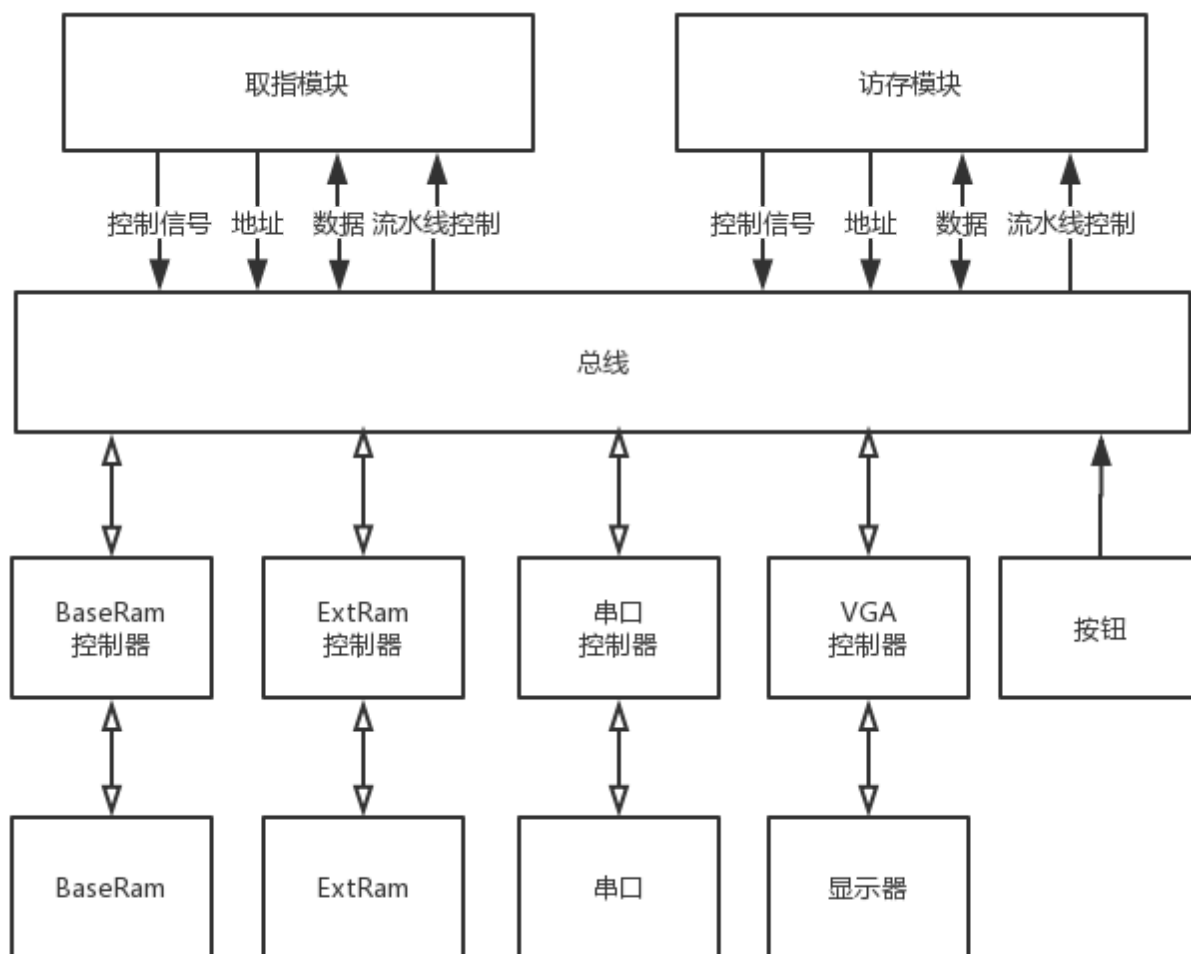 取指模块
访存模块
控制信号 地址 数据 流水线控制
控制信号 地址 数据 流水线控制
总线
BaseRam
控制器
ExtRam
控制器
串口
控制器
VGA
控制器
按钮
BaseRam
ExtRam
串口
显示器